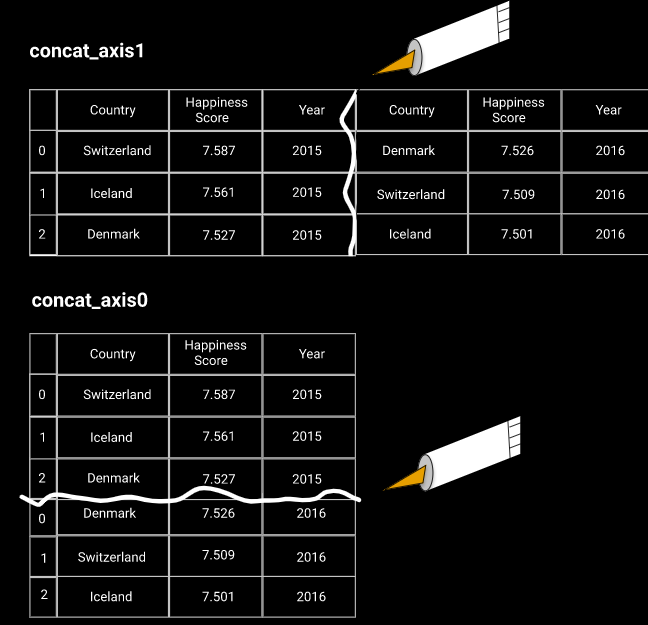 concat_axis1
Country Happiness Score Year Country Happiness Score Year
0 Switzerland 7.587 2015 Denmark 7.526 2016
1 Iceland 7.561 2015 Switzerland 7.509 2016
2 Denmark 7.527 2015 Iceland 7.501 2016
concat_axis0
Country Happiness Score Year
0 Switzerland 7.587 2015
1 Iceland 7.561 2015
2 Denmark 7.527 2015
0 Denmark 7.526 2016
1 Switzerland 7.509 2016
2 Iceland 7.501 2016